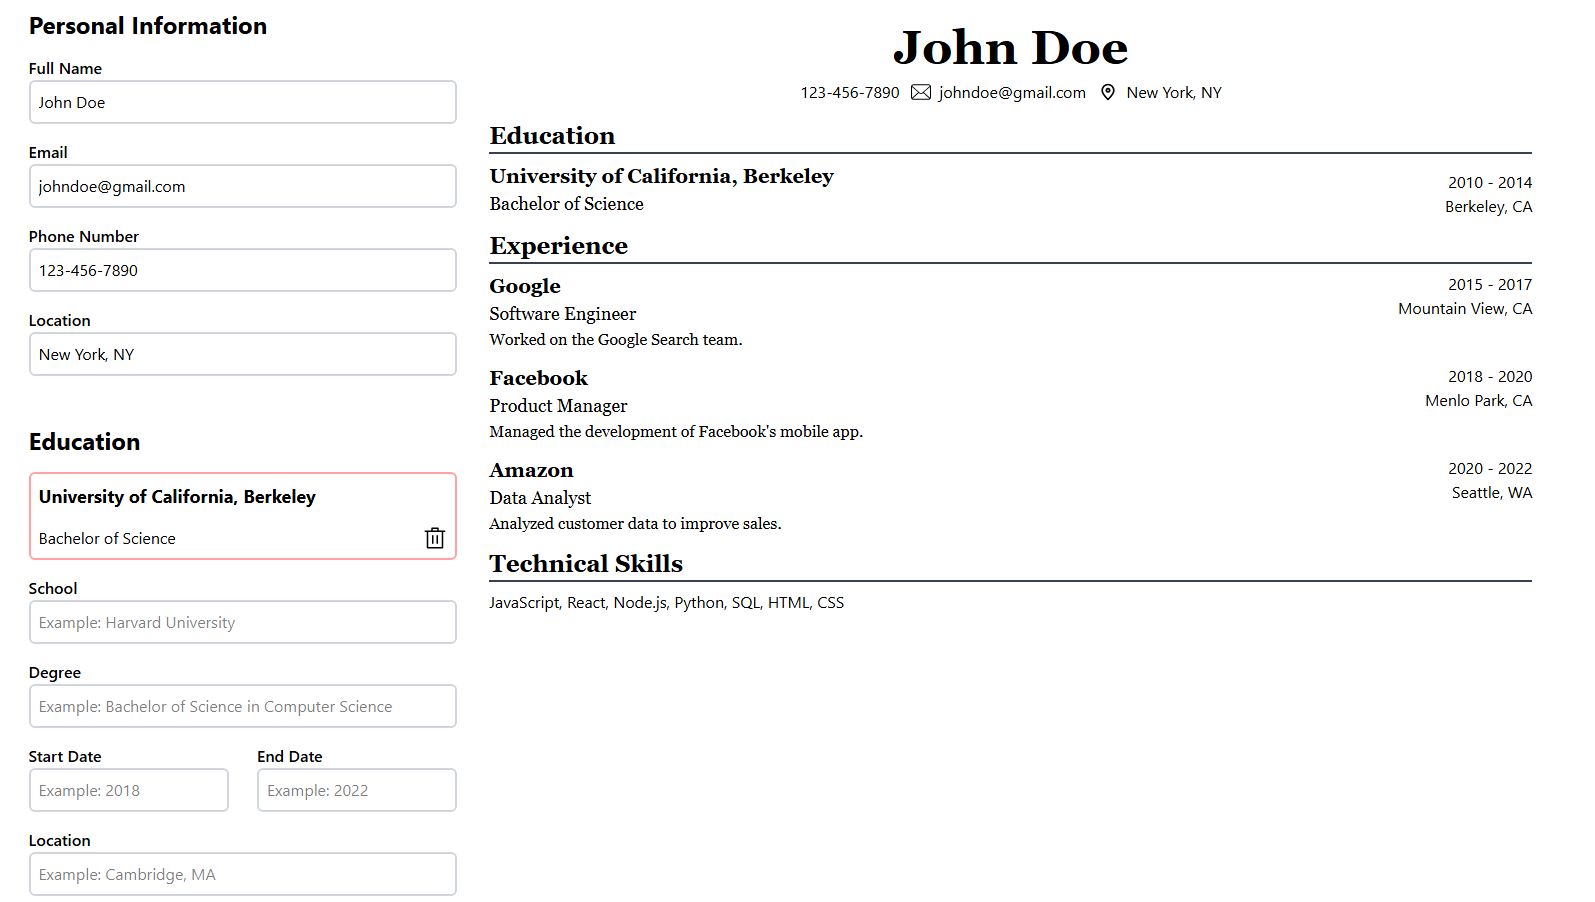 Personal Information
Full Name
John Doe
Email
johndoe@gmail.com
Phone Number
123-456-7890
Location
New York, NY
Education
University of California, Berkeley
Bachelor of Science
School
Example: Harvard University
Degree
Example: Bachelor of Science in Computer Science
Start Date End Date
Example: 2018 Example: 2022
Location
Example: Cambridge, MA
John Doe
123-456-7890 johndoe@gmail.com New York, NY
Education
University of California, Berkeley 2010 - 2014
Bachelor of Science Berkeley, CA
Experience
Google 2015 - 2017
Software Engineer Mountain View, CA
Worked on the Google Search team.
Facebook 2018 - 2020
Product Manager Menlo Park, CA
Managed the development of Facebook's mobile app.
Amazon 2020 - 2022
Data Analyst Seattle, WA
Analyzed customer data to improve sales.
Technical Skills
JavaScript, React, Node.js, Python, SQL, HTML, CSS